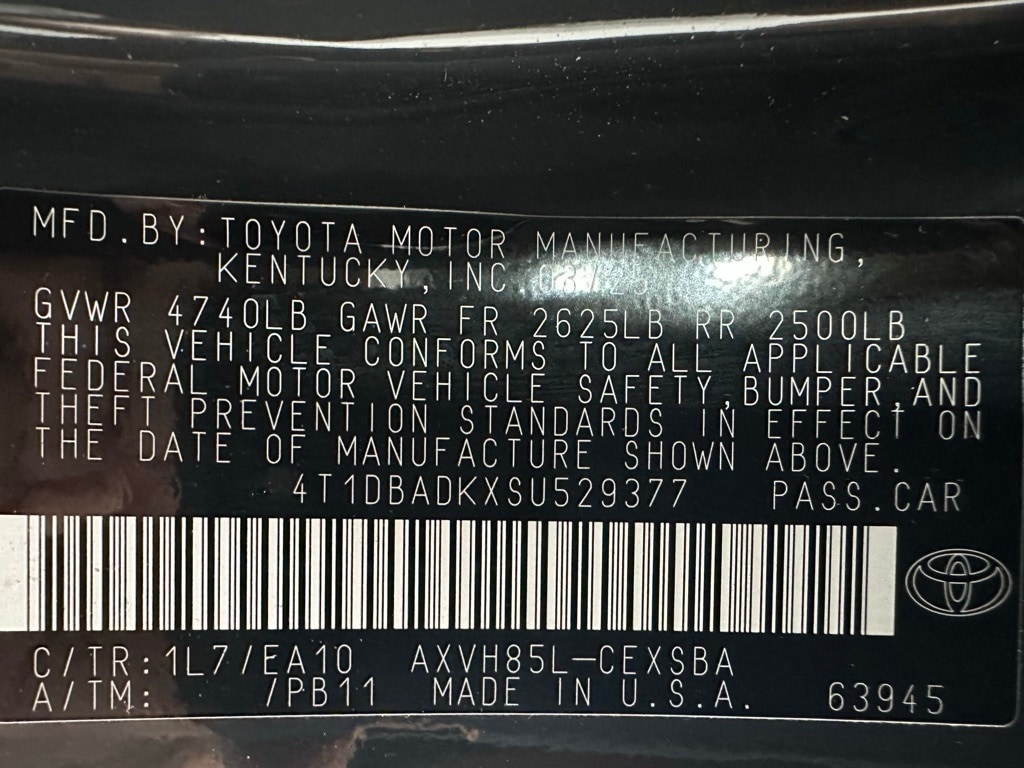 MFD.BY:TOYOTA MOTOR MANUFACTURING,
KENTUCKY,INC.
GVWR 4740LB GAWR FR 2625LB RR 2500LB
THIS VEHICLE CONFORMS TO ALL APPLICABLE
FEDERAL MOTOR VEHICLE SAFETY,BUMPER,AND
THEFT PREVENTION STANDARDS IN EFFECT ON
THE DATE OF MANUFACTURE SHOWN ABOVE.
4T1DBADKXSU529377 PASS.CAR
C/TR:1L7/EA10 AXVH85L-CEXSBA
A/TM: /PB11 MADE IN U.S.A. 63945